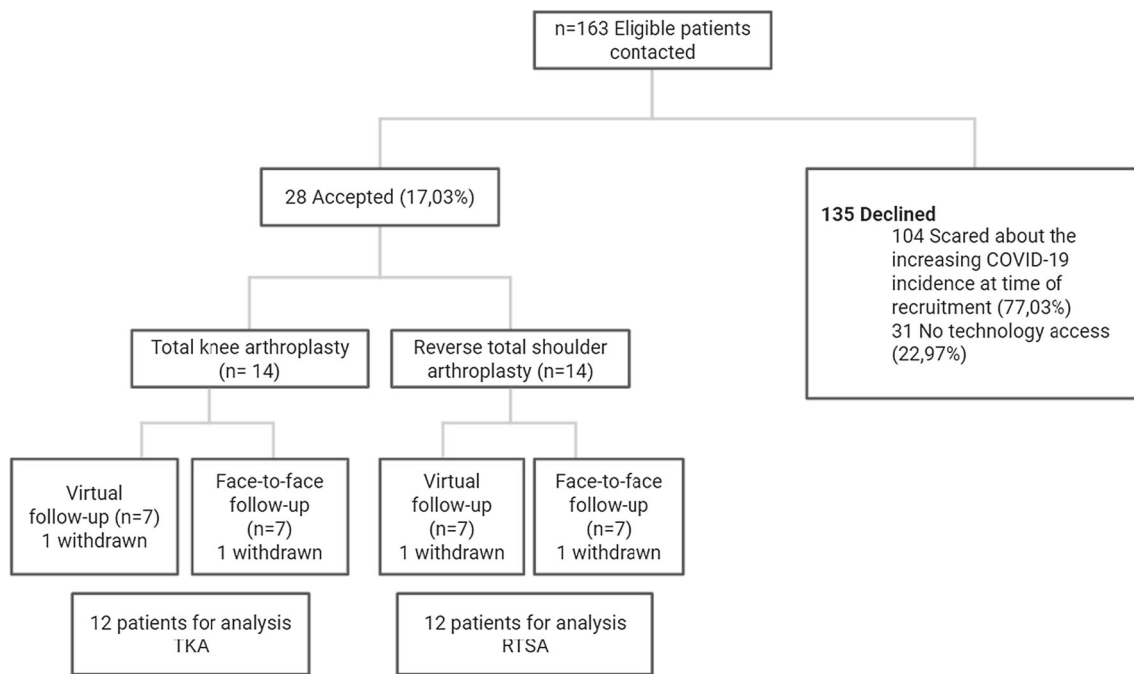 n=163 Eligible patients
contacted
28 Accepted (17,03%)
135 Declined
104 Scared about the
increasing COVID-19
incidence at time of
recruitment (77,03%)
31 No technology access
(22,97%)
Total knee arthroplasty
(n= 14)
Reverse total shoulder
arthroplasty (n=14)
Virtual
follow-up (n=7)
1 withdrawn
Face-to-face
follow-up
(n=7)
1 withdrawn
Virtual
follow-up
(n=7)
1 withdrawn
Face-to-face
follow-up
(n=7)
1 withdrawn
12 patients for analysis
TKA
12 patients for analysis
RTSA